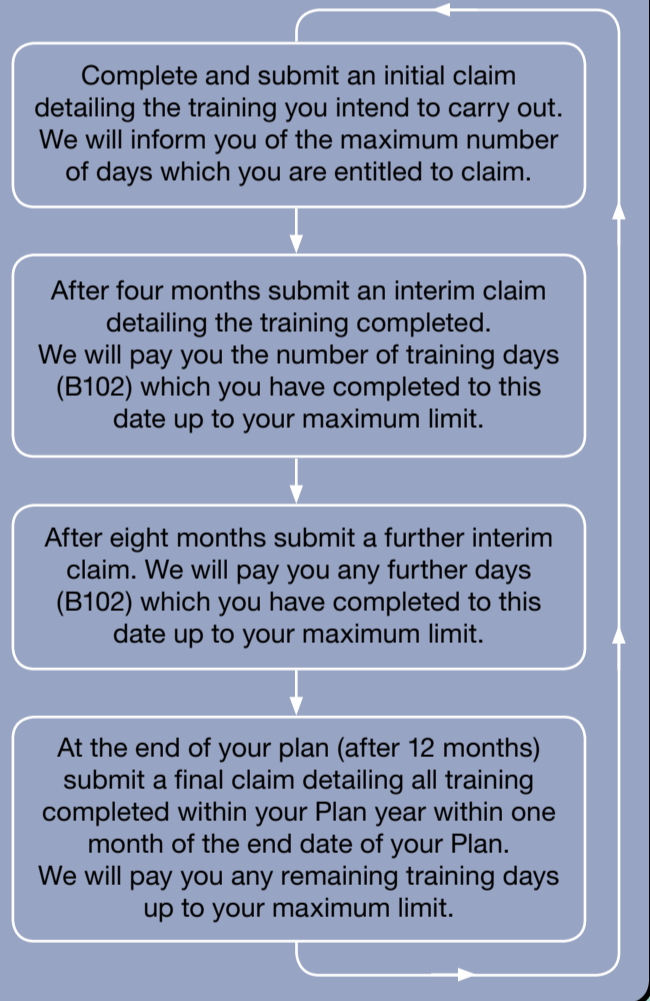 Complete and submit an initial claim
detailing the training you intend to carry out.
We will inform you of the maximum number
of days which you are entitled to claim.
After four months submit an interim claim
detailing the training completed.
We will pay you the number of training days
(B102) which you have completed to this
date up to your maximum limit.
After eight months submit a further interim
claim. We will pay you any further days
(B102) which you have completed to this
date up to your maximum limit.
At the end of your plan (after 12 months)
submit a final claim detailing all training
completed within your Plan year within one
month of the end date of your Plan.
We will pay you any remaining training days
up to your maximum limit.